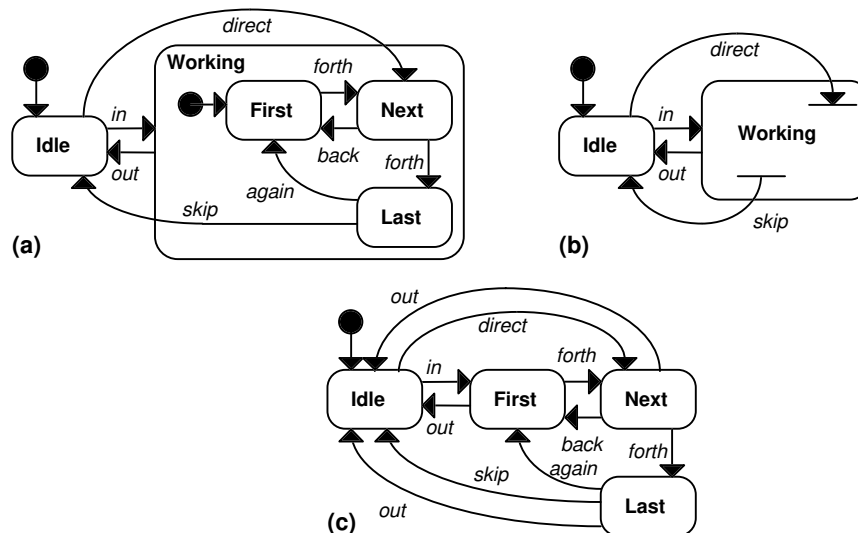 direct
Working
forth
First
Next
in
Idle
out
back
forth
again
skip
Last
(a)
direct
in
Working
Idle
out
skip
(b)
out
direct
in
forth
Idle
First
Next
out
back
forth
again
skip
Last
out
(c)